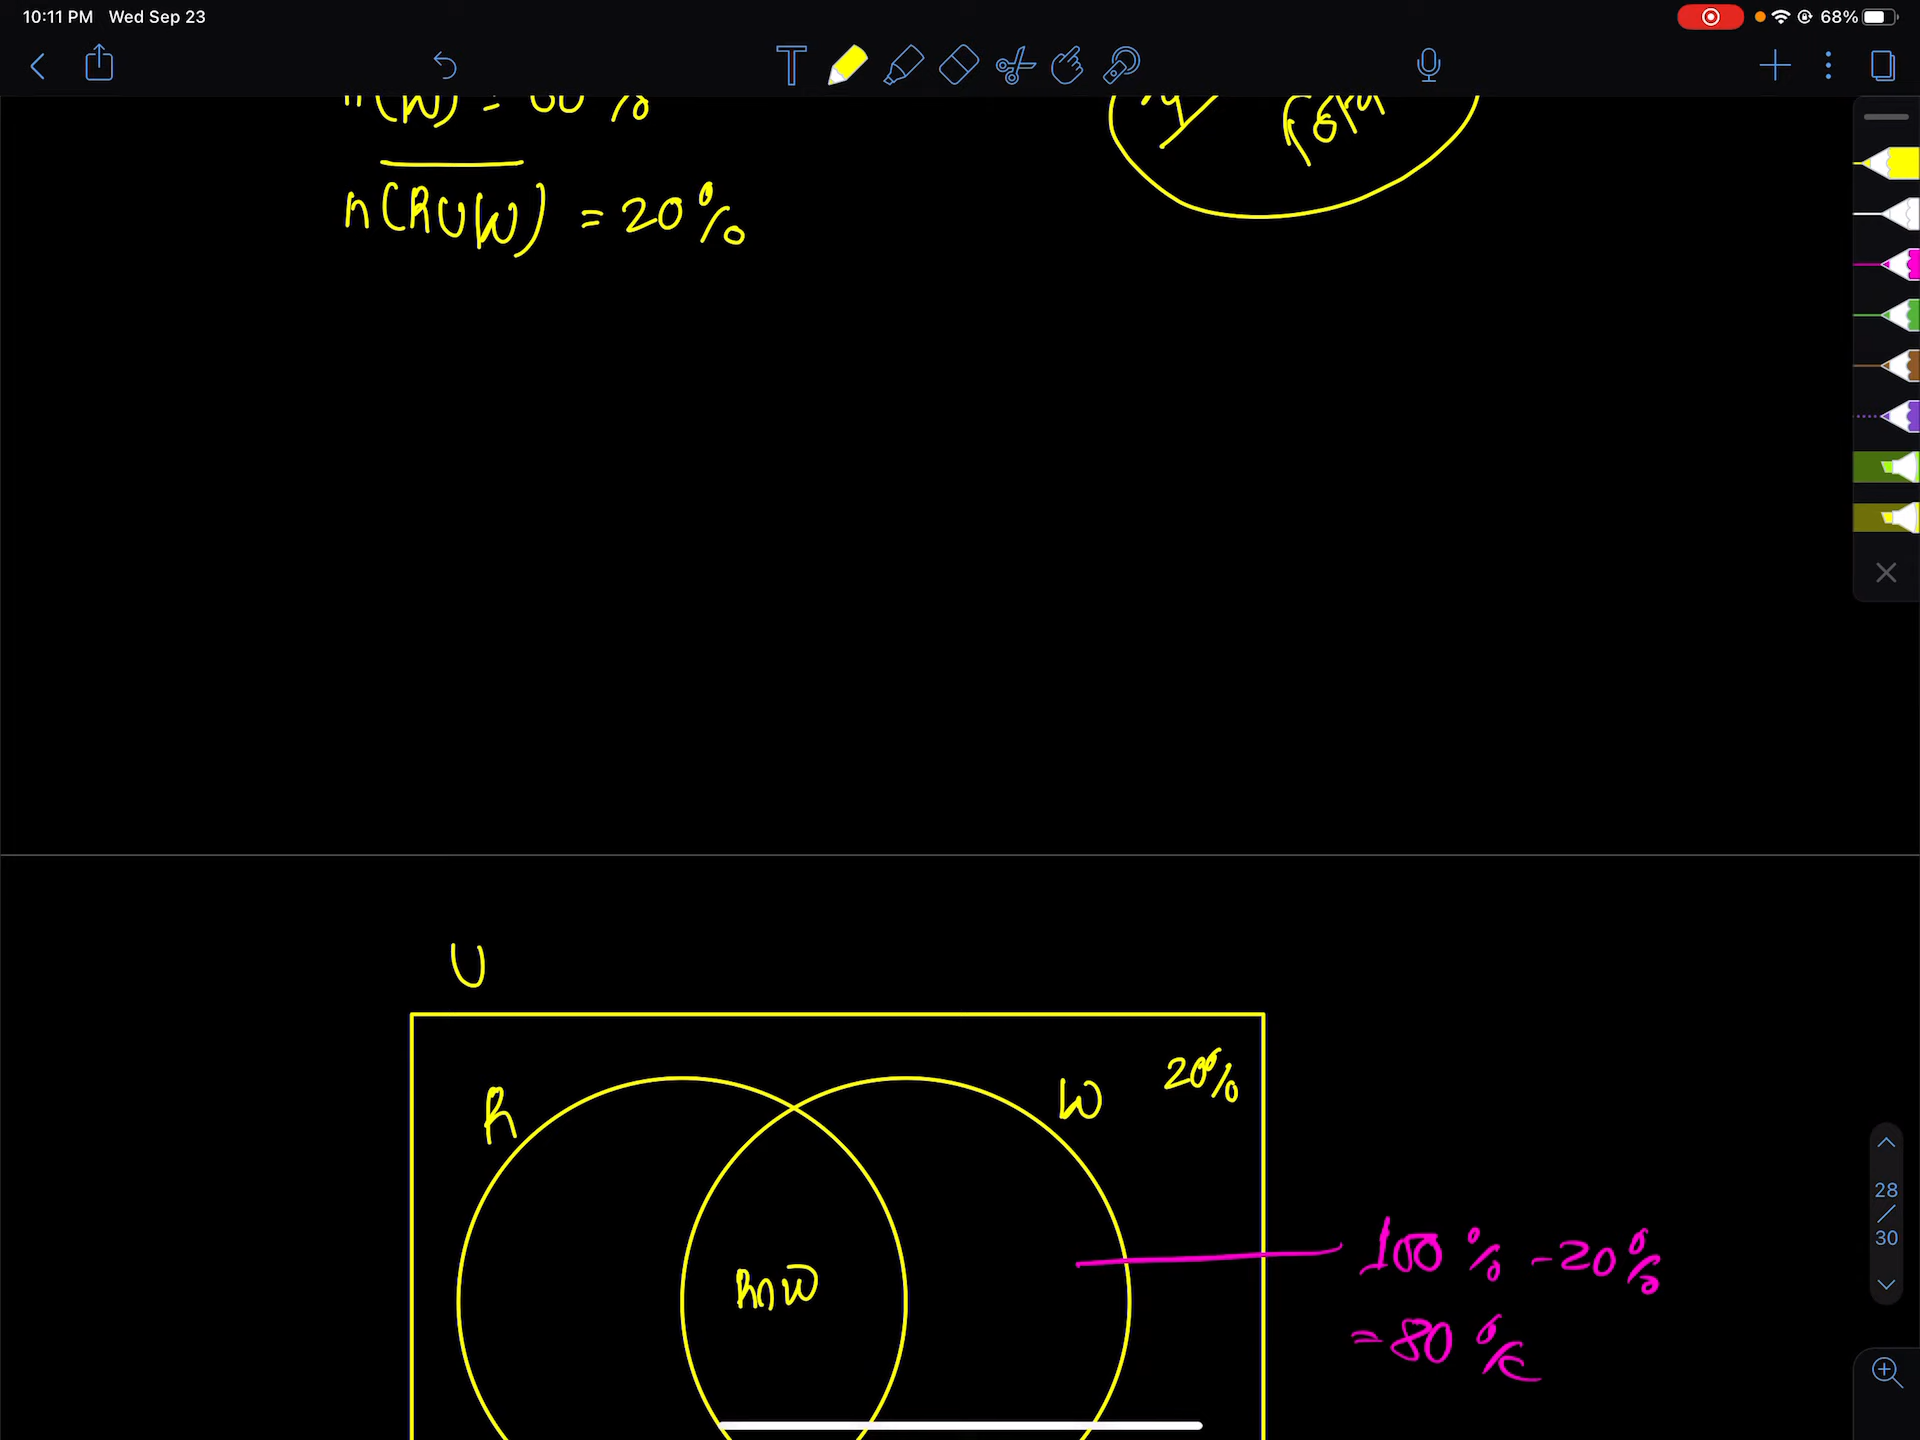 10:11 PM Wed Sep 23
68%
n(R∪W) = 20%
U
R
W
20%
R∩W
100% - 20%
= 80%
28
/
30